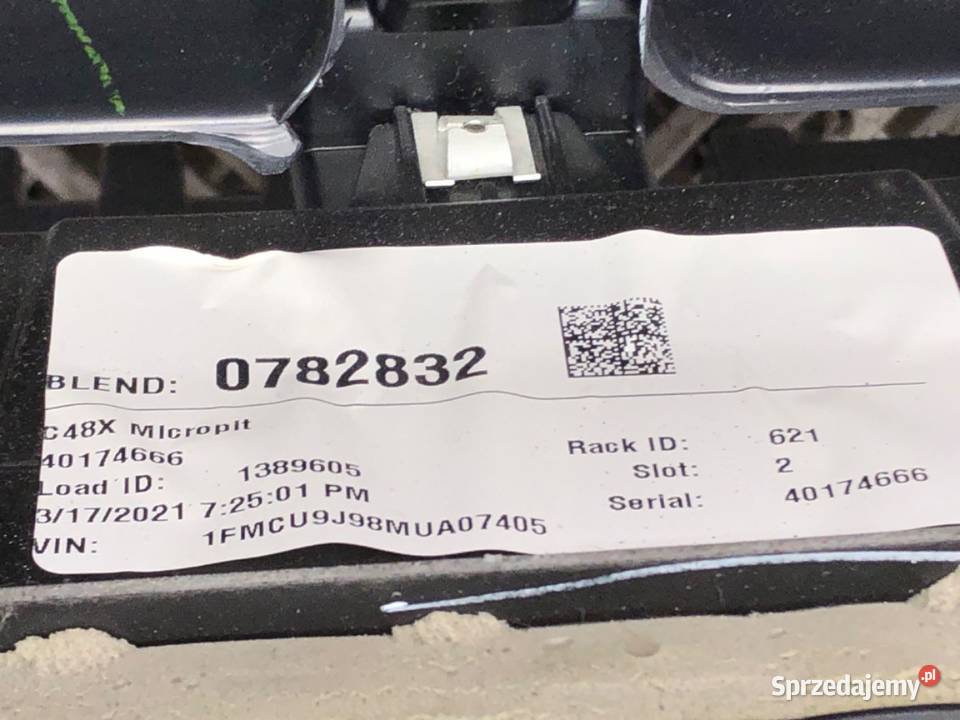 BLEND: 0782832
C48X Micropit
40174666
Load ID: 1389605
3/17/2021 7:25:01 PM
VIN: 1FMCU9J98MUA07405
Rack ID: 621
Slot: 2
Serial: 40174666
Sprzedajemy.pl